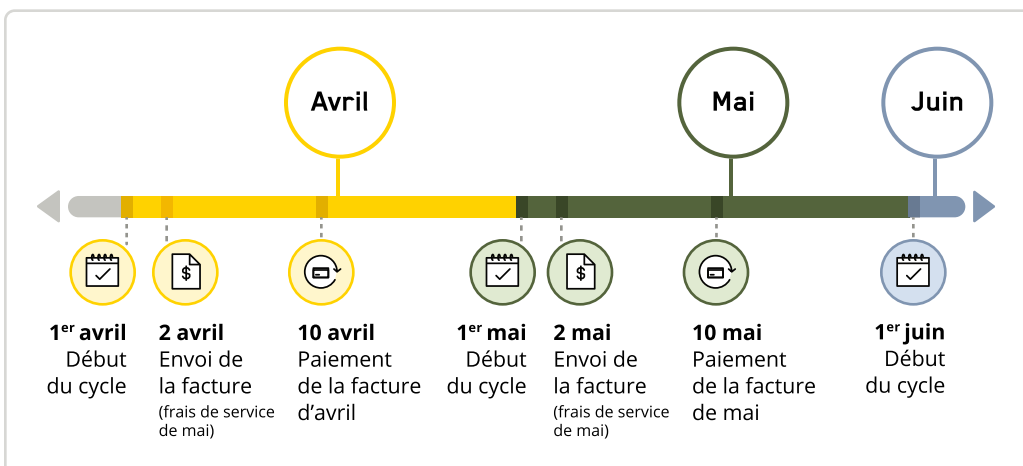 Avril
Mai
Juin
1er avril
Début
du cycle
2 avril
Envoi de
la facture
(frais de service
de mai)
10 avril
Paiement
de la facture
d’avril
1er mai
Début
du cycle
2 mai
Envoi de
la facture
(frais de service
de mai)
10 mai
Paiement
de la facture
de mai
1er juin
Début
du cycle